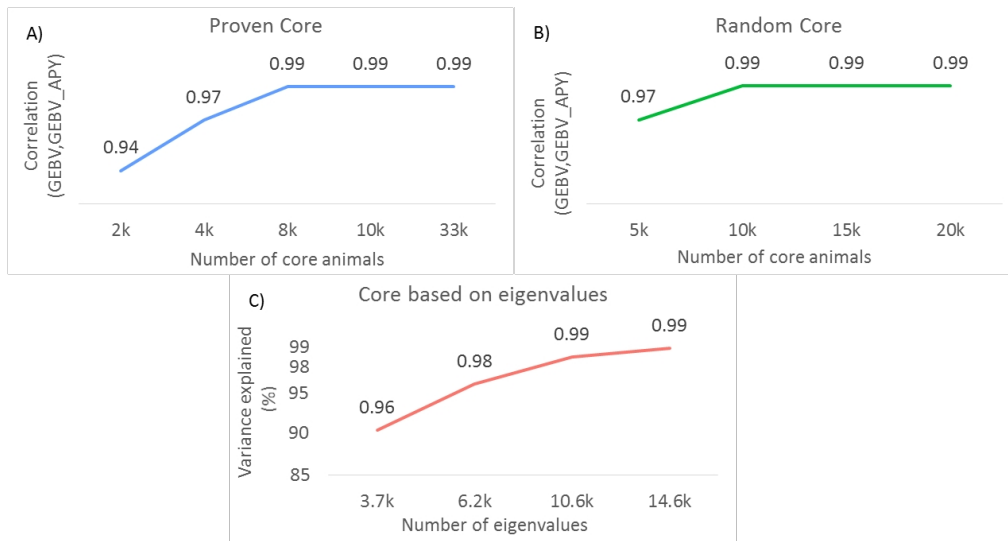 A)
Proven Core
Correlation
(GEBV,GEBV_APY)
0.94
0.97
0.99
0.99
0.99
2k
4k
8k
10k
33k
Number of core animals
B)
Random Core
Correlation
(GEBV,GEBV_APY)
0.97
0.99
0.99
0.99
5k
10k
15k
20k
Number of core animals
C)
Core based on eigenvalues
Variance explained
(%)
99
98
95
90
85
0.96
0.98
0.99
0.99
3.7k
6.2k
10.6k
14.6k
Number of eigenvalues